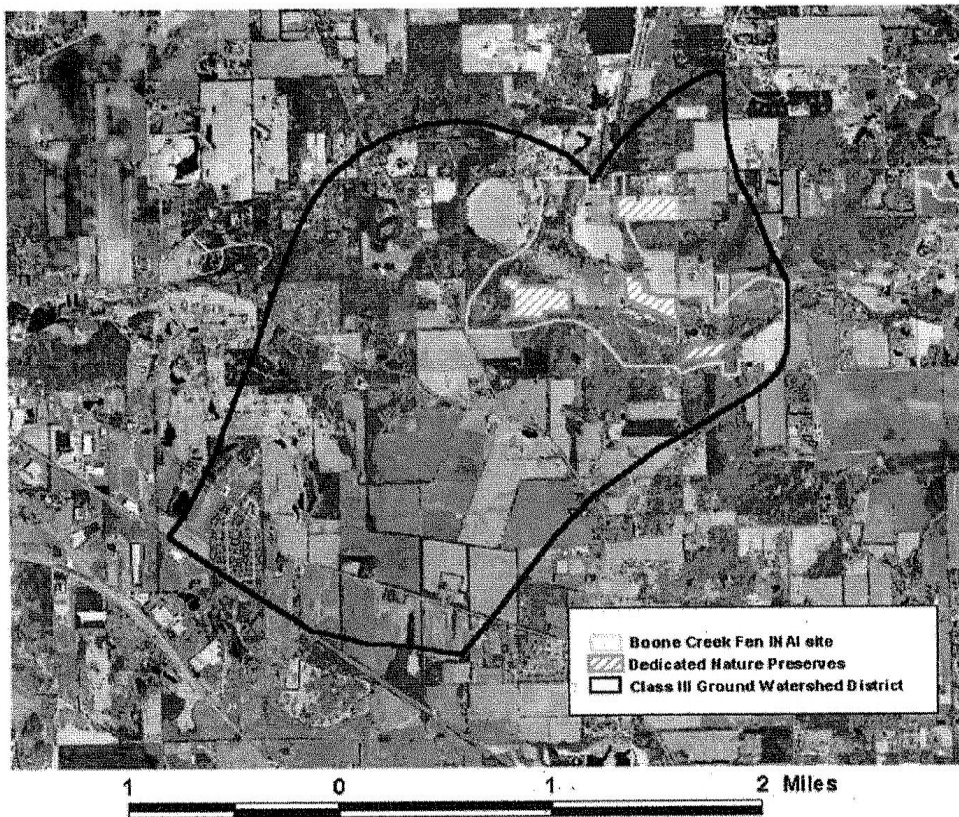 Boone Creek Fen INAI site
Dedicated Nature Preserves
Class III Ground Watershed District
1 0 1 2 Miles